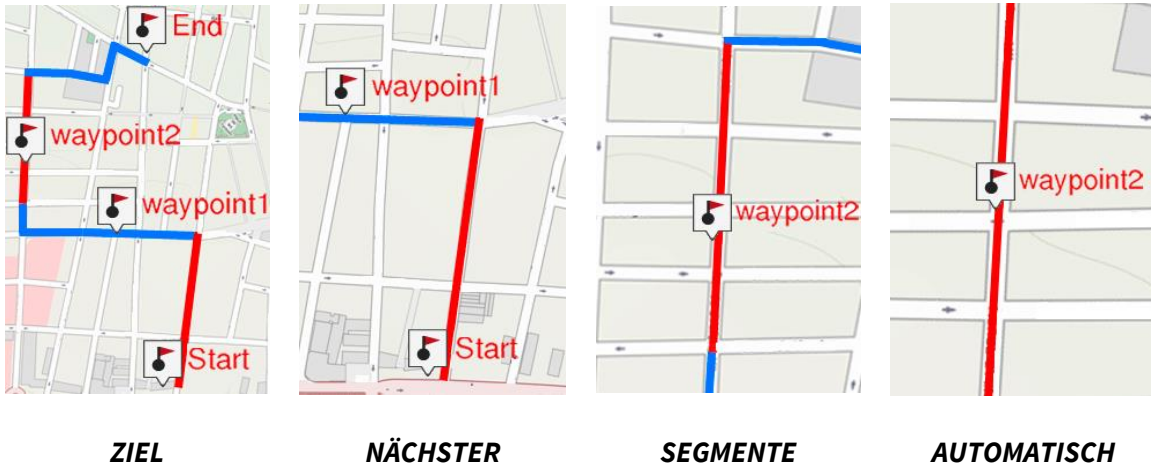 End
waypoint2
waypoint1
Start
waypoint1
Start
waypoint2
waypoint2
ZIEL
NÄCHSTER
SEGMENTE
AUTOMATISCH